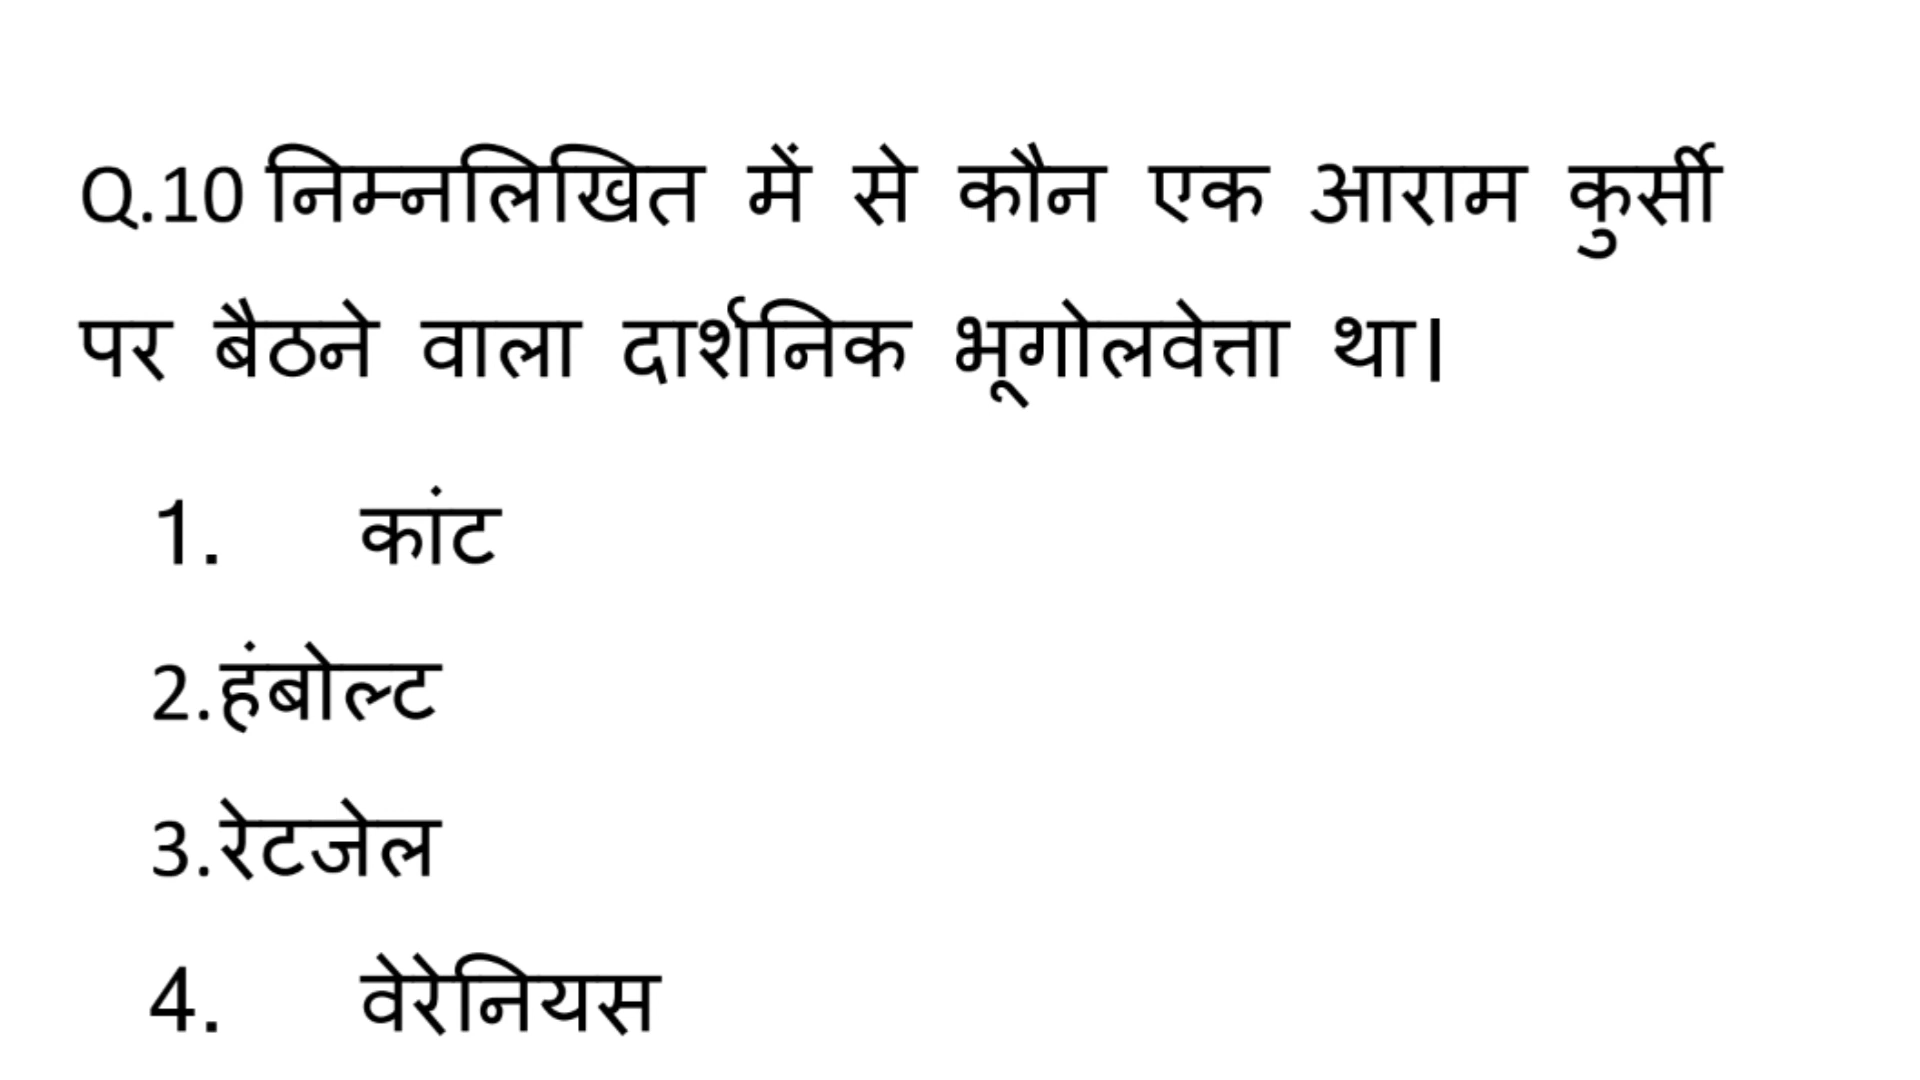 Q.10 निम्नलिखित में से कौन एक आराम कुर्सी
पर बैठने वाला दार्शनिक भूगोलवेत्ता था।
1. कांट
2.हंबोल्ट
3.रेटजेल
4. वेरेनियस